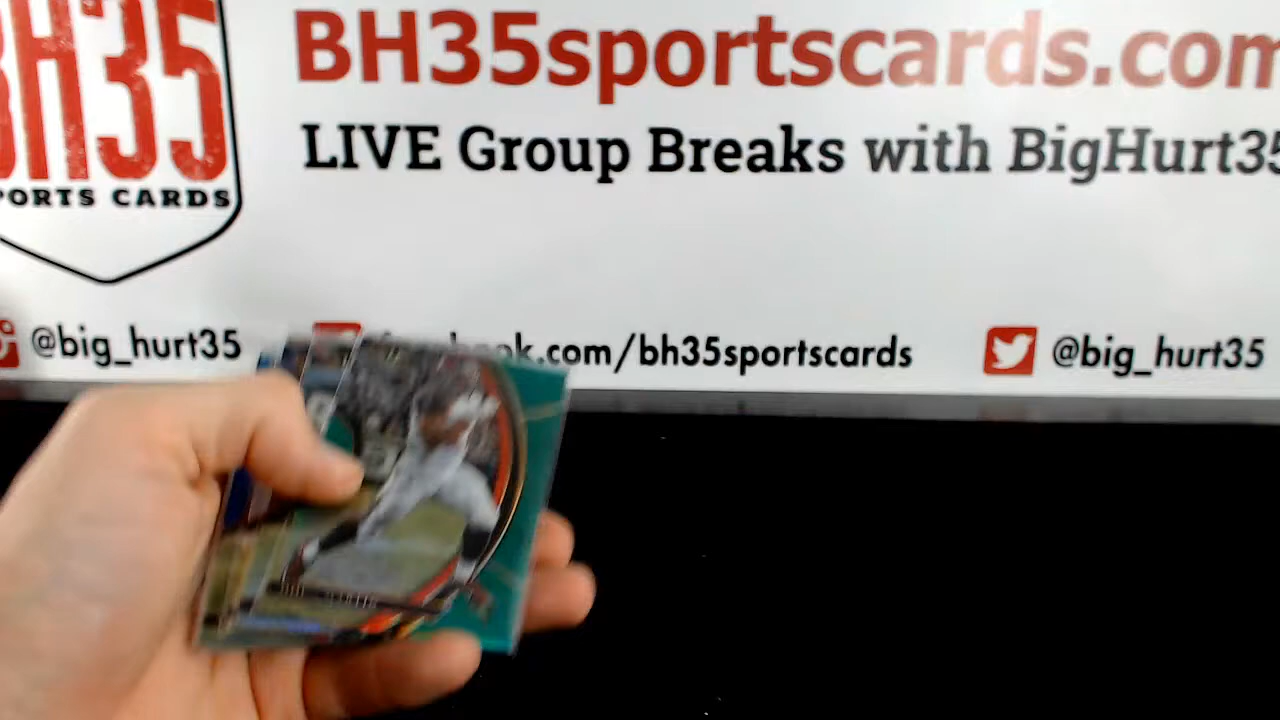 BH35
PORTS CARDS
BH35sportscards.com
LIVE Group Breaks with BigHurt35
@big_hurt35
k.com/bh35sportscards
@big_hurt35